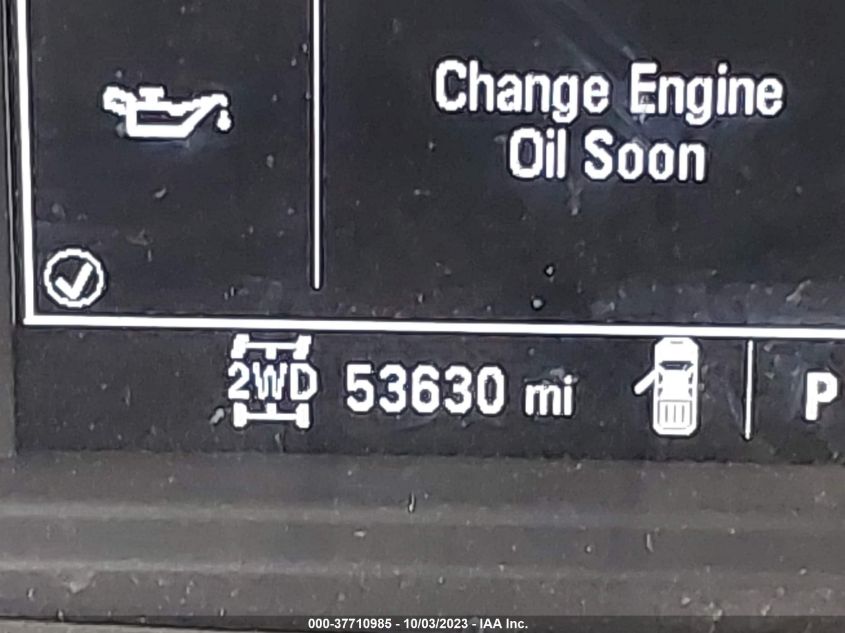 Change Engine
Oil Soon
2WD 53630 mi P
000-37710985 - 10/03/2023 - IAA Inc.